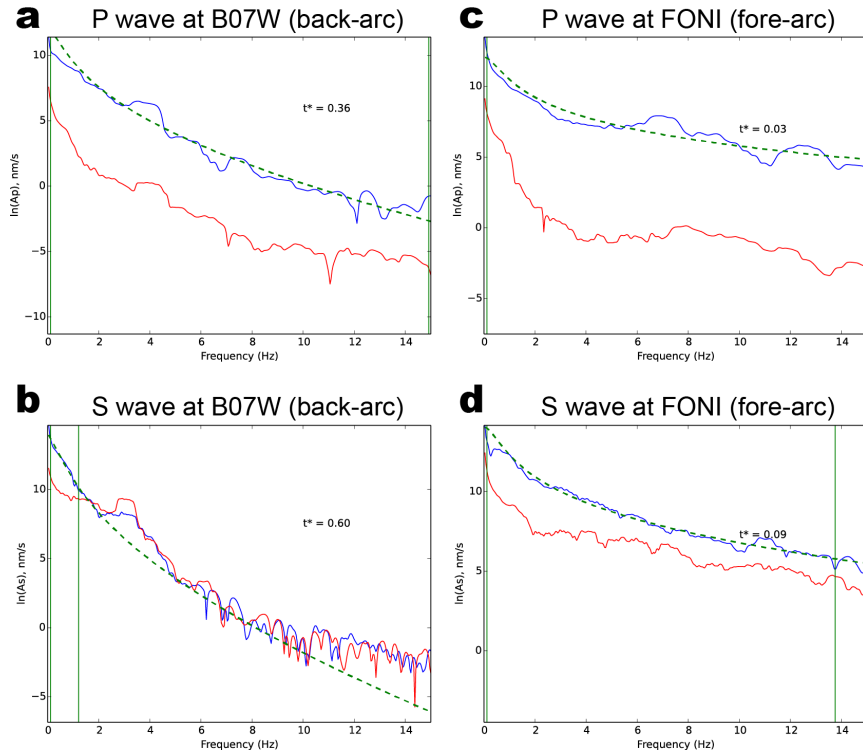 a P wave at B07W (back-arc)
10
5
0
−5
−10
ln(Ap), nm/s
t* = 0.36
0 2 4 6 8 10 12 14
Frequency (Hz)
c P wave at FONI (fore-arc)
10
5
0
−5
ln(Ap), nm/s
t* = 0.03
0 2 4 6 8 10 12 14
Frequency (Hz)
b S wave at B07W (back-arc)
10
5
0
−5
ln(As), nm/s
t* = 0.60
0 2 4 6 8 10 12 14
Frequency (Hz)
d S wave at FONI (fore-arc)
10
5
0
ln(As), nm/s
t* = 0.09
0 2 4 6 8 10 12 14
Frequency (Hz)